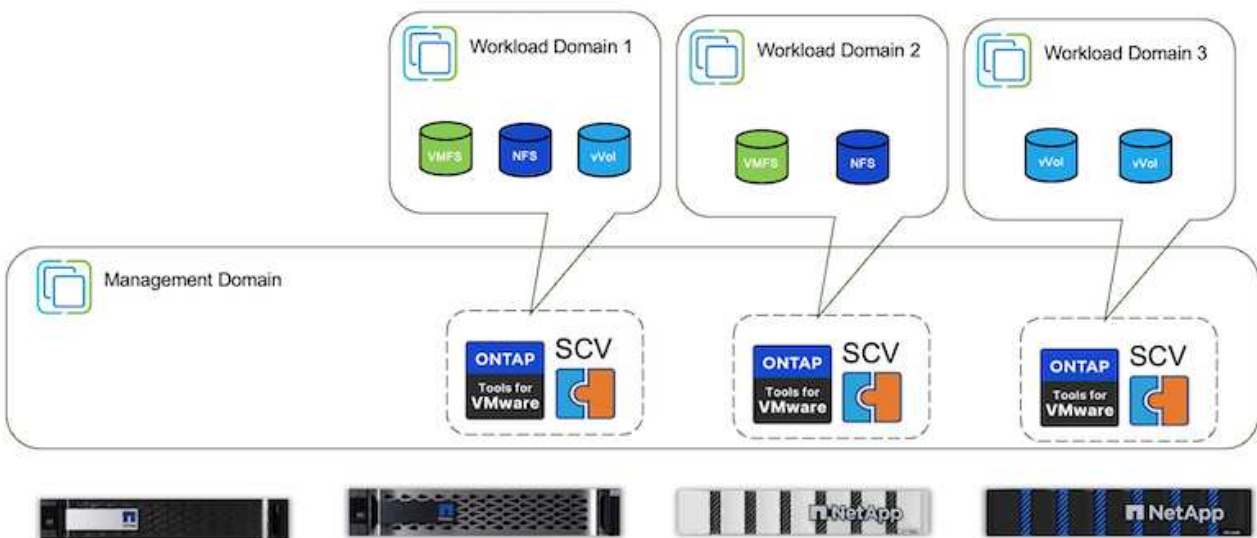 Workload Domain 1
Workload Domain 2
Workload Domain 3
VMFS
NFS
vVol
VMFS
NFS
vVol
vVol
Management Domain
ONTAP
Tools for
VMware
SCV
ONTAP
Tools for
VMware
SCV
ONTAP
Tools for
VMware
SCV
NetApp
NetApp